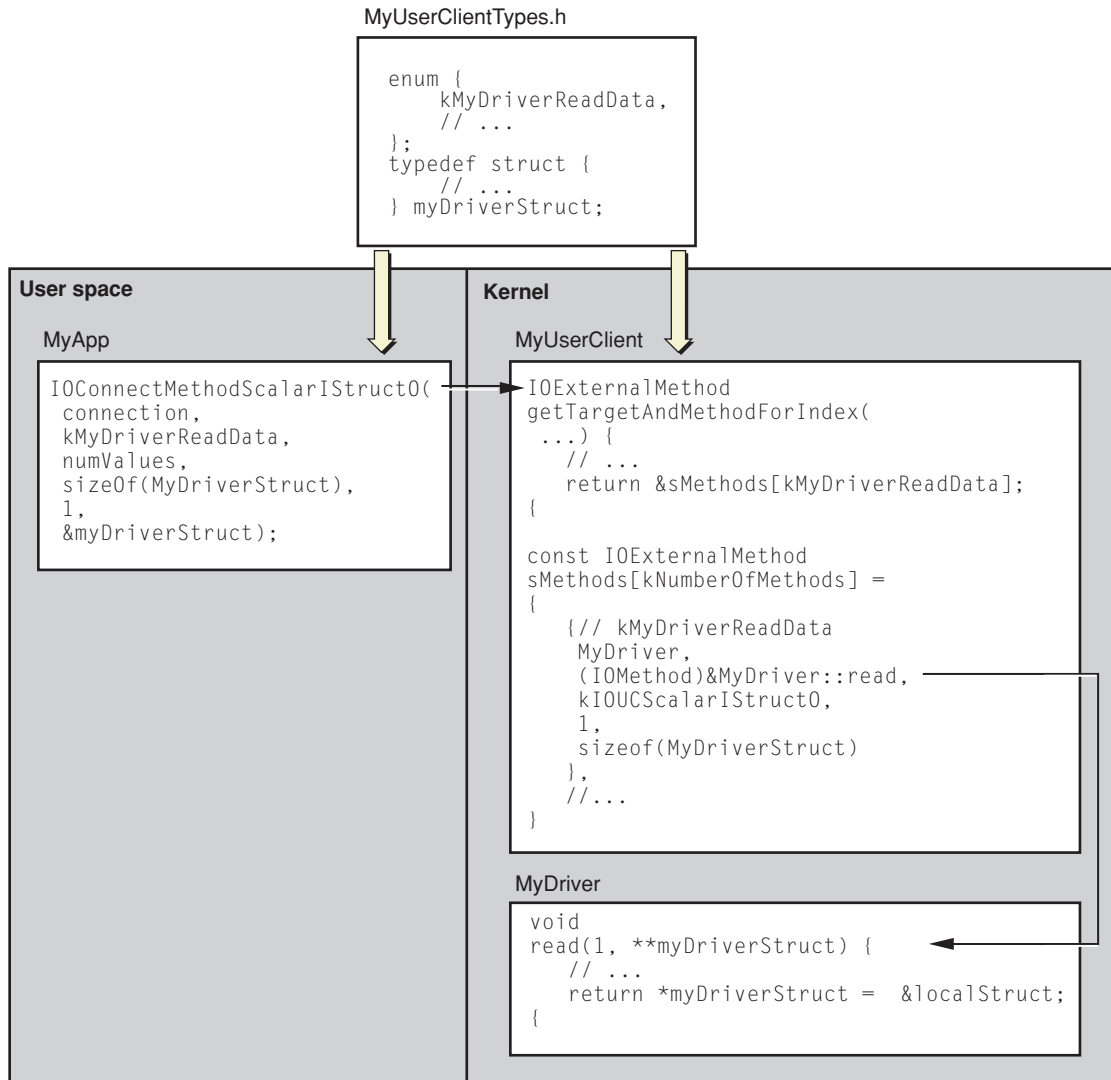 MyUserClientTypes.h
enum {
kMyDriverReadData,
// ...
};
typedef struct {
// ...
} myDriverStruct;
User space
MyApp
IOConnectMethodScalarIStructO(
connection,
kMyDriverReadData,
numValues,
sizeOf(MyDriverStruct),
1,
&myDriverStruct);
Kernel
MyUserClient
IOExternalMethod
getTargetAndMethodForIndex(
...) {
// ...
return &sMethods[kMyDriverReadData];
{
const IOExternalMethod
sMethods[kNumberOfMethods] =
{
{// kMyDriverReadData
MyDriver,
(IOMethod)&MyDriver::read,
kIOUCScalarIStructO,
1,
sizeof(MyDriverStruct)
},
//...
}
MyDriver
void
read(1, **myDriverStruct) {
// ...
return *myDriverStruct = &localStruct;
{